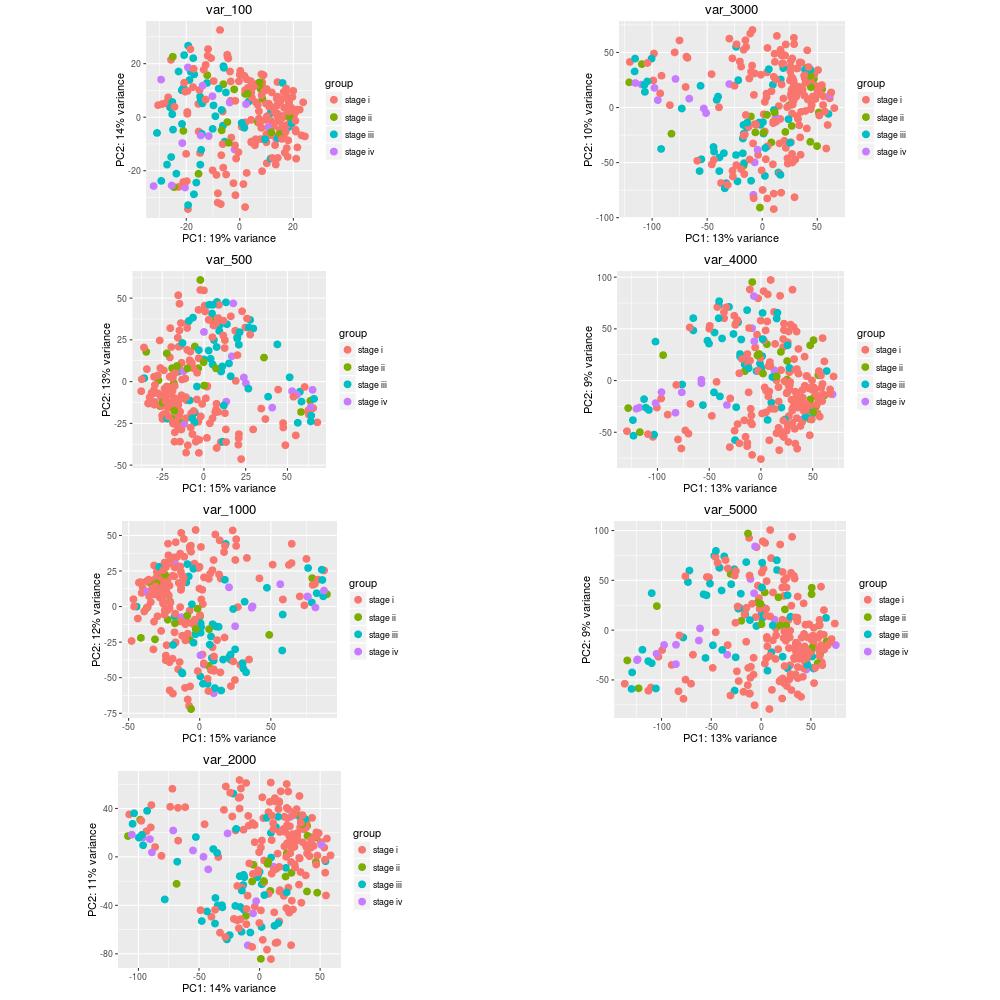 var_100
PC2: 14% variance
20
0
-20
-20
0
20
PC1: 19% variance
group
stage i
stage ii
stage iii
stage iv
var_3000
PC2: 10% variance
50
0
-50
-100
-100
-50
0
50
PC1: 13% variance
group
stage i
stage ii
stage iii
stage iv
var_500
PC2: 13% variance
50
25
0
-25
-50
-25
0
25
50
PC1: 15% variance
group
stage i
stage ii
stage iii
stage iv
var_4000
PC2: 9% variance
100
50
0
-50
-100
-50
0
50
PC1: 13% variance
group
stage i
stage ii
stage iii
stage iv
var_1000
PC2: 12% variance
50
25
0
-25
-50
-75
-50
0
50
PC1: 15% variance
group
stage i
stage ii
stage iii
stage iv
var_5000
PC2: 9% variance
100
50
0
-50
-100
-50
0
50
PC1: 13% variance
group
stage i
stage ii
stage iii
stage iv
var_2000
PC2: 11% variance
40
0
-40
-80
-100
-50
0
50
PC1: 14% variance
group
stage i
stage ii
stage iii
stage iv